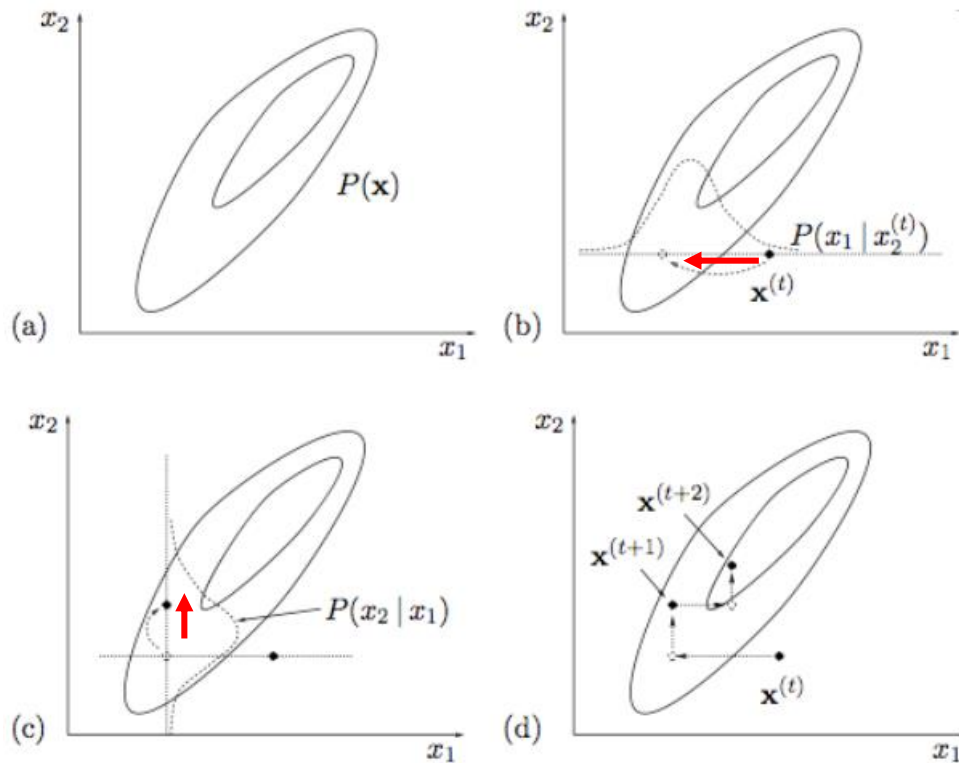 x₂
P(x)
(a)
x₁
x₂
P(x₁ | x₂⁽ᵗ⁾)
x⁽ᵗ⁾
(b)
x₁
x₂
P(x₂ | x₁)
(c)
x₁
x₂
x⁽ᵗ⁺²⁾
x⁽ᵗ⁺¹⁾
x⁽ᵗ⁾
(d)
x₁